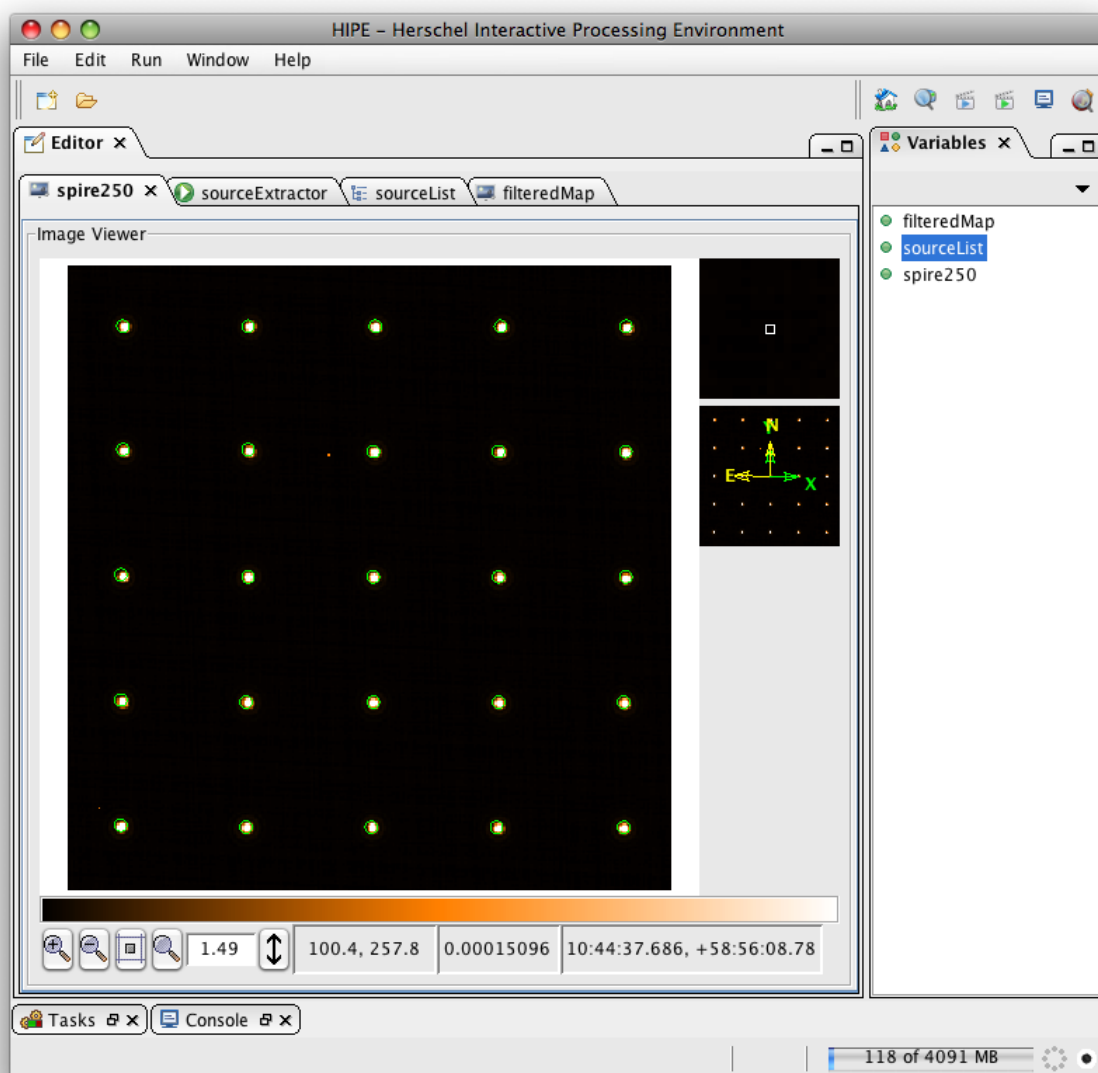 HIPE – Herschel Interactive Processing Environment
File Edit Run Window Help
Editor
Variables
spire250 sourceExtractor sourceList filteredMap
Image Viewer
filteredMap
sourceList
spire250
N
Y
E
X
1.49 100.4, 257.8 0.00015096 10:44:37.686, +58:56:08.78
Tasks Console
118 of 4091 MB